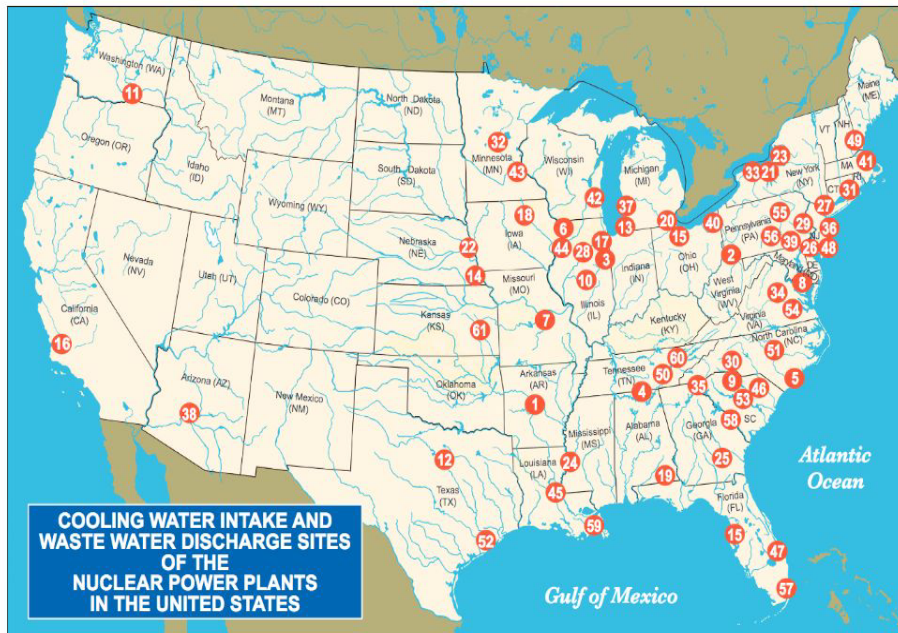 Washington (WA)
11
Oregon (OR)
Idaho
(ID)
Montana
(MT)
North Dakota
(ND)
South Dakota
(SD)
Wyoming (WY)
Nebraska
(NE)
Nevada
(NV)
Utah (UT)
Colorado (CO)
Kansas
(KS)
California
(CA)
16
Arizona (AZ)
38
New Mexico
(NM)
Oklahoma
(OK)
12
Texas
(TX)
52
32
Minnesota
(MN)
43
Wisconsin
(WI)
42
Michigan
(MI)
37
13
20
15
18
Iowa
(IA)
6
44
28
17
3
10
22
14
61
Missouri
(MO)
7
Illinois
(IL)
Indiana
(IN)
Ohio
(OH)
40
2
Kentucky
(KY)
West
Virginia
(WV)
Virginia
(VA)
34
54
8
Maryland
DE
Pennsylvania
(PA)
55
56
39
29
26
48
36
27
NJ
33
21
23
New York
(NY)
VT
NH
Maine
(ME)
49
MA
41
CT
RI
31
North Carolina
(NC)
51
5
30
9
46
53
58
SC
35
Tennessee
(TN)
60
50
4
Arkansas
(AR)
1
Mississippi
(MS)
24
Alabama
(AL)
19
Georgia
(GA)
25
Louisiana
(LA)
45
59
Florida
(FL)
15
47
57
Atlantic
Ocean
Gulf of Mexico
COOLING WATER INTAKE AND
WASTE WATER DISCHARGE SITES
OF THE
NUCLEAR POWER PLANTS
IN THE UNITED STATES